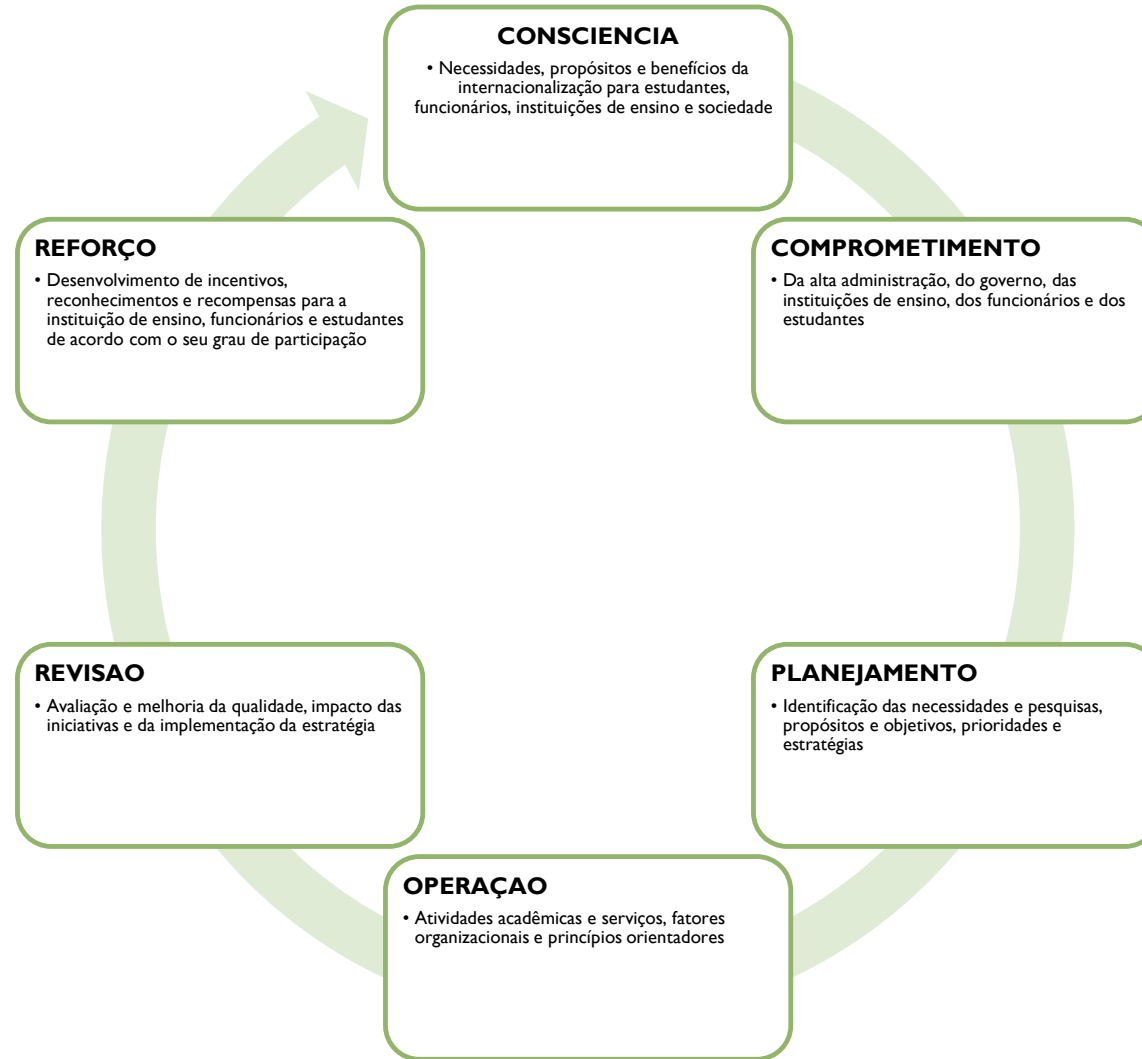 CONSCIENCIA
• Necessidades, propósitos e benefícios da
internacionalização para estudantes,
funcionários, instituições de ensino e sociedade
COMPROMETIMENTO
• Da alta administração, do governo, das
instituições de ensino, dos funcionários e dos
estudantes
PLANEJAMENTO
• Identificação das necessidades e pesquisas,
propósitos e objetivos, prioridades e
estratégias
OPERAÇAO
• Atividades acadêmicas e serviços, fatores
organizacionais e princípios orientadores
REVISAO
• Avaliação e melhoria da qualidade, impacto das
iniciativas e da implementação da estratégia
REFORÇO
• Desenvolvimento de incentivos,
reconhecimentos e recompensas para a
instituição de ensino, funcionários e estudantes
de acordo com o seu grau de participação